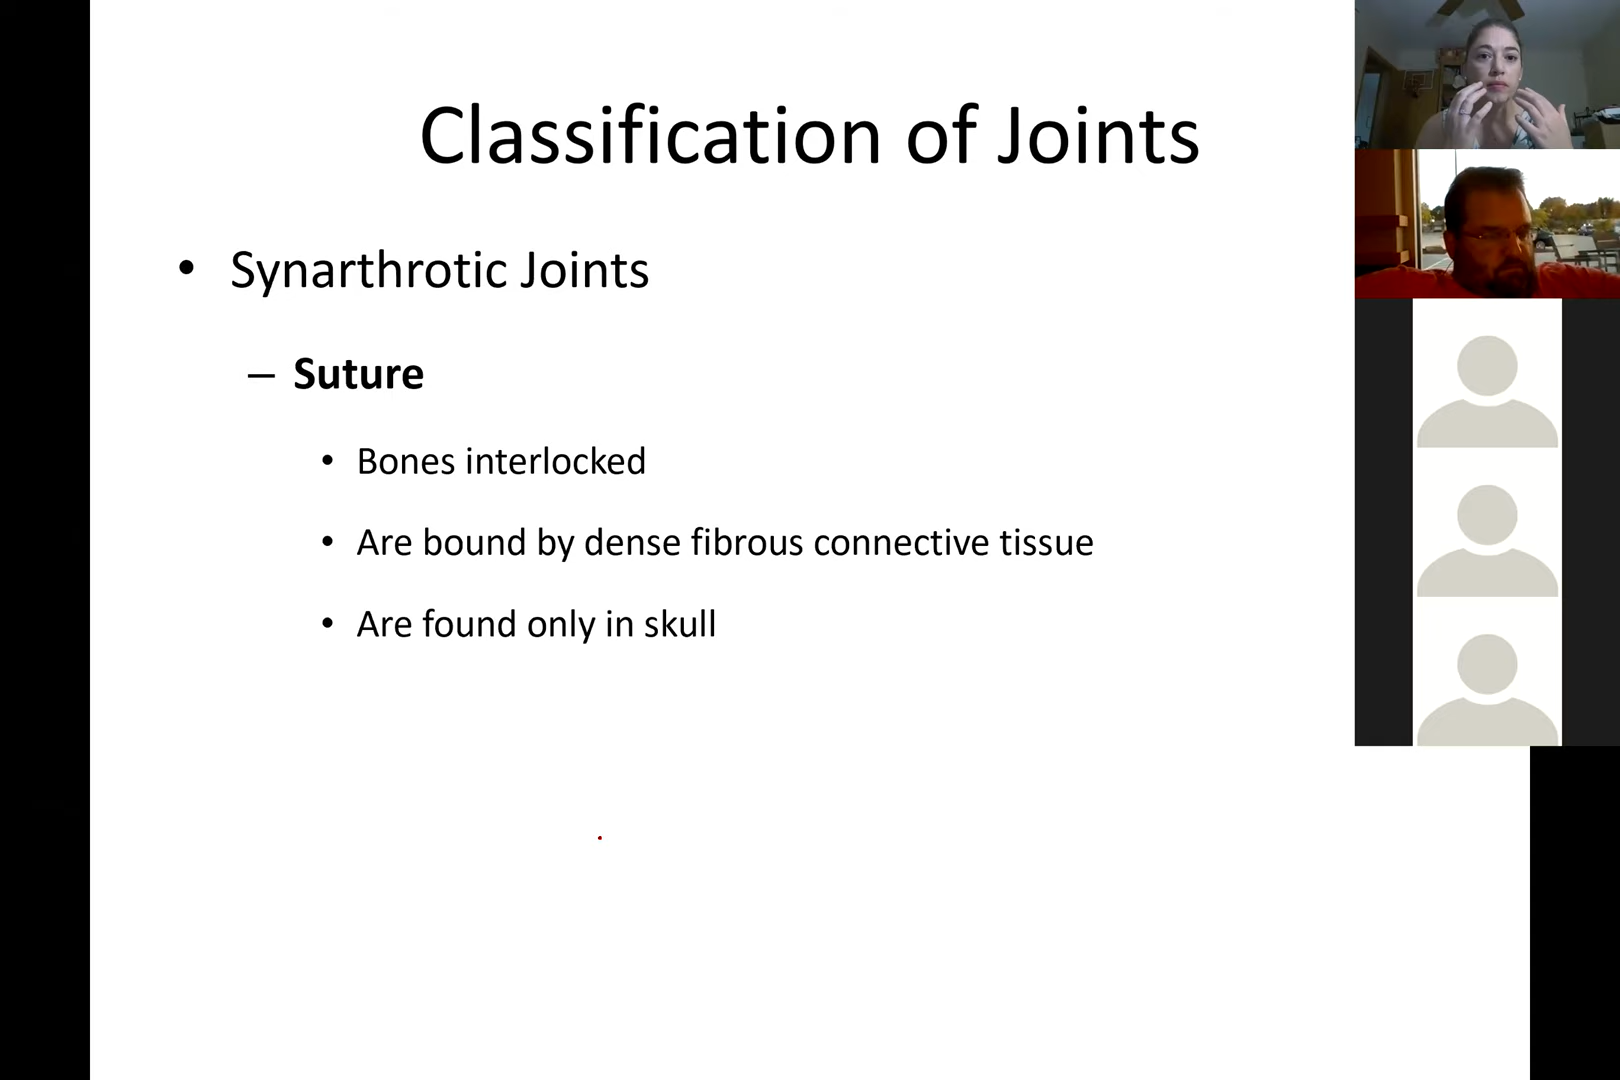 Classification of Joints
• Synarthrotic Joints
– Suture
• Bones interlocked
• Are bound by dense fibrous connective tissue
• Are found only in skull